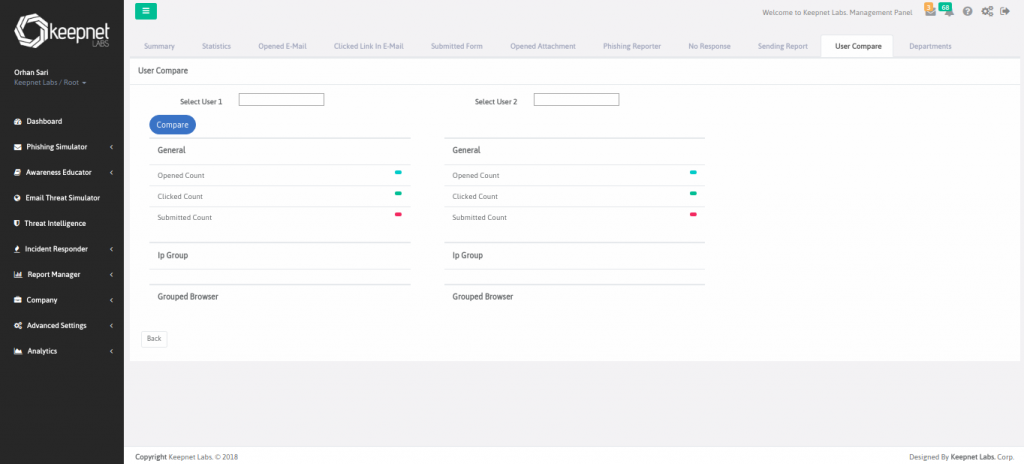 keepnet
LABS
Welcome to Keepnet Labs. Management Panel
3
68
Orhan Sari
Keepnet Labs / Root
Dashboard
Phishing Simulator
Awareness Educator
Email Threat Simulator
Threat Intelligence
Incident Responder
Report Manager
Company
Advanced Settings
Analytics
Summary Statistics Opened E-Mail Clicked Link In E-Mail Submitted Form Opened Attachment Phishing Reporter No Response Sending Report User Compare Departments
User Compare
Select User 1 Select User 2
Compare
General General
Opened Count Opened Count
Clicked Count Clicked Count
Submitted Count Submitted Count
Ip Group Ip Group
Grouped Browser Grouped Browser
Back
Copyright Keepnet Labs. © 2018 Designed By Keepnet Labs. Corp.